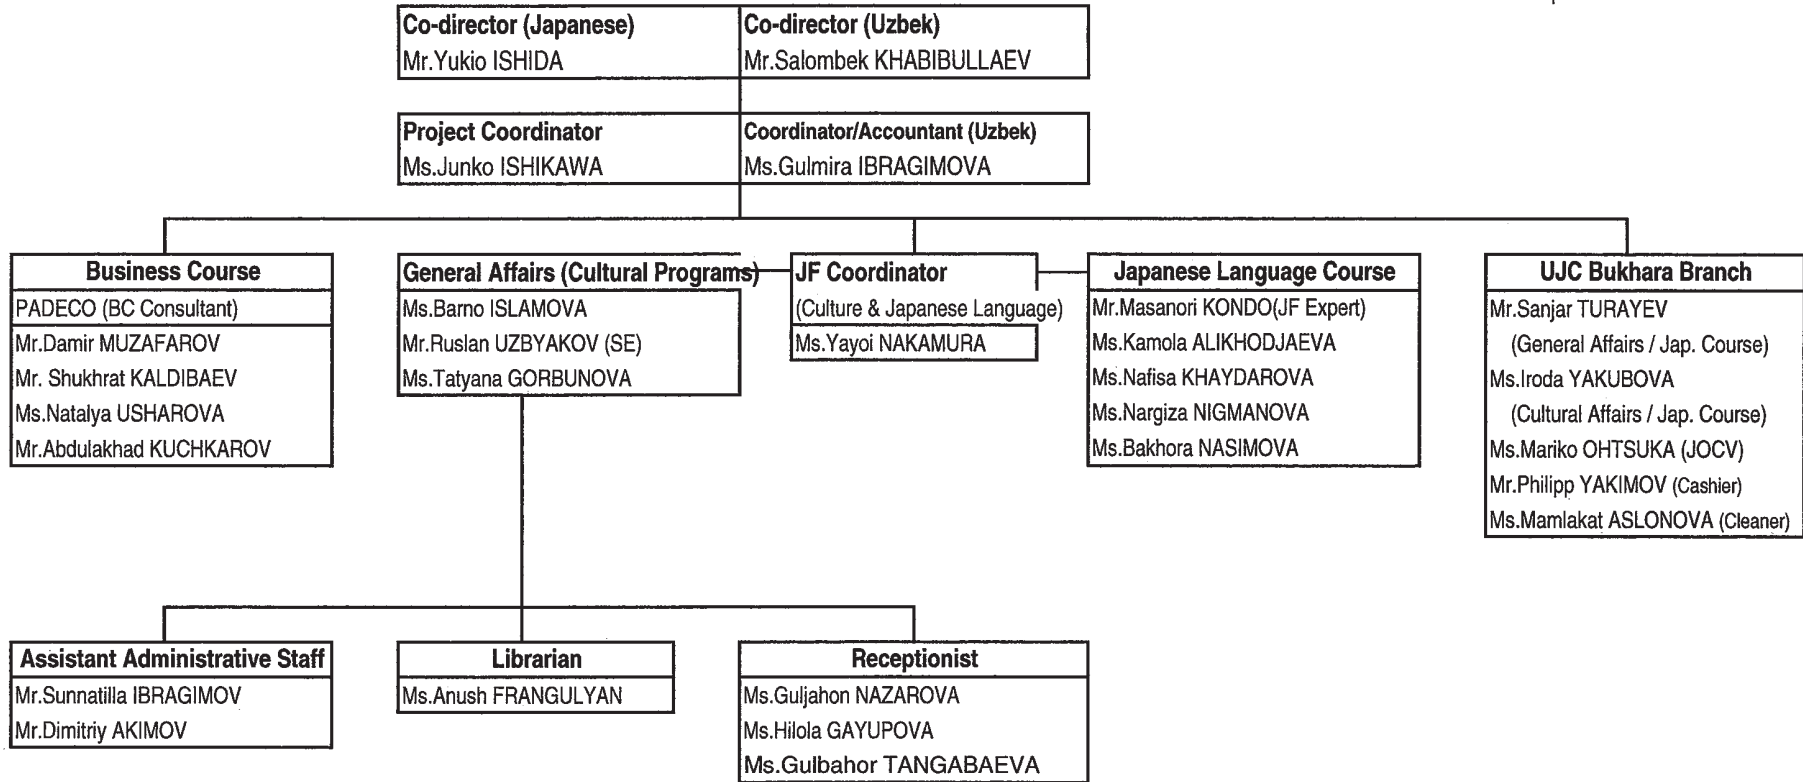 Co-director (Japanese)
Mr.Yukio ISHIDA
Co-director (Uzbek)
Mr.Salombek KHABIBULLAEV
Project Coordinator
Ms.Junko ISHIKAWA
Coordinator/Accountant (Uzbek)
Ms.Gulmira IBRAGIMOVA
Business Course
PADECO (BC Consultant)
Mr.Damir MUZAFAROV
Mr. Shukhrat KALDIBAEV
Ms.Natalya USHAROVA
Mr.Abdulakhad KUCHKAROV
General Affairs (Cultural Programs)
Ms.Barno ISLAMOVA
Mr.Ruslan UZBYAKOV (SE)
Ms.Tatyana GORBUNOVA
JF Coordinator
(Culture & Japanese Language)
Ms.Yayoi NAKAMURA
Japanese Language Course
Mr.Masanori KONDO(JF Expert)
Ms.Kamola ALIKHODJAEVA
Ms.Nafisa KHAYDAROVA
Ms.Nargiza NIGMANOVA
Ms.Bakhora NASIMOVA
UJC Bukhara Branch
Mr.Sanjar TURAYEV
(General Affairs / Jap. Course)
Ms.Iroda YAKUBOVA
(Cultural Affairs / Jap. Course)
Ms.Mariko OHTSUKA (JOCV)
Mr.Philipp YAKIMOV (Cashier)
Ms.Mamlakat ASLONOVA (Cleaner)
Assistant Administrative Staff
Mr.Sunnatilla IBRAGIMOV
Mr.Dimitriy AKIMOV
Librarian
Ms.Anush FRANGULYAN
Receptionist
Ms.Guljahon NAZAROVA
Ms.Hilola GAYUPOVA
Ms.Gulbahor TANGABAEVA